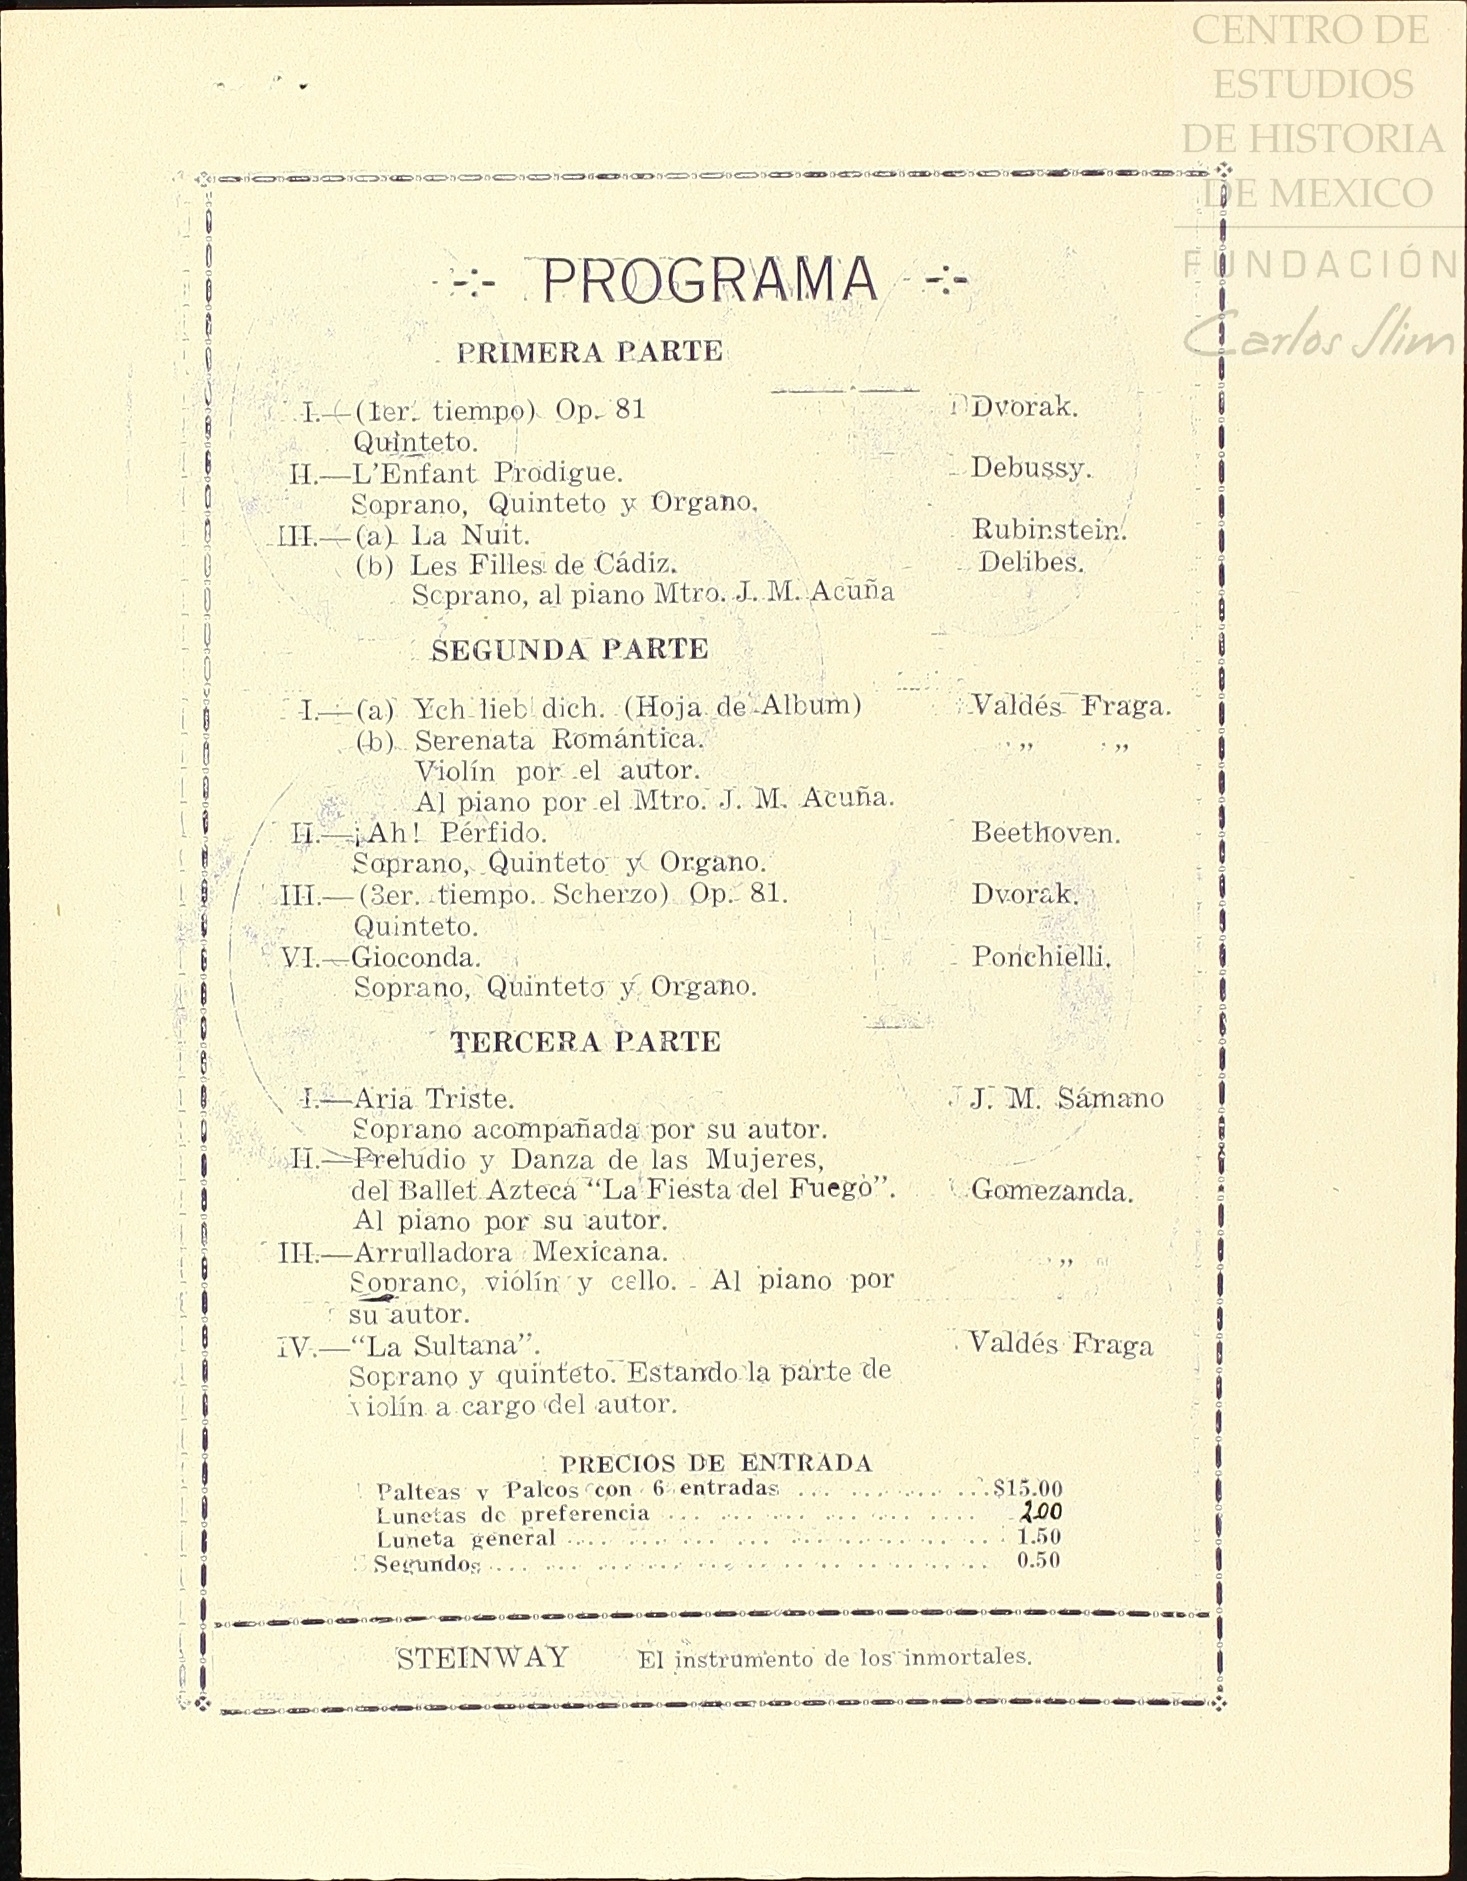 CENTRO DE
ESTUDIOS
DE HISTORIA
DE MEXICO
FUNDACIÓN
Carlos Slim
-:- PROGRAMA -:-
PRIMERA PARTE
I.—(1er. tiempo) Op. 81 Dvorak.
Quinteto.
II.—L'Enfant Prodigue. Debussy.
Soprano, Quinteto y Organo.
III.—(a) La Nuit. Rubinstein.
(b) Les Filles de Cádiz. Delibes.
Soprano, al piano Mtro. J. M. Acuña
SEGUNDA PARTE
I.—(a) Ych lieb dich. (Hoja de Album) Valdés Fraga.
(b) Serenata Romántica. „ „
Violín por el autor.
Al piano por el Mtro. J. M. Acuña.
II.—¡Ah! Pérfido. Beethoven.
Soprano, Quinteto y Organo.
III.—(3er. tiempo. Scherzo) Op. 81. Dvorak.
Quinteto.
VI.—Gioconda. Ponchielli.
Soprano, Quinteto y Organo.
TERCERA PARTE
I.—Aria Triste. J. M. Sámano
Soprano acompañada por su autor.
II.—Preludio y Danza de las Mujeres,
del Ballet Azteca “La Fiesta del Fuego”. Gomezanda.
Al piano por su autor.
III.—Arrulladora Mexicana. „
Soprano, violín y cello. Al piano por
su autor.
IV.—“La Sultana”. Valdés Fraga
Soprano y quinteto. Estando la parte de
violín a cargo del autor.
PRECIOS DE ENTRADA
Palteas y Palcos con 6 entradas ... ... ... ... $15.00
Lunetas de preferencia ... ... ... ... ... 2.00
Luneta general ... ... ... ... ... ... 1.50
Segundos ... ... ... ... ... ... ... 0.50
STEINWAY El instrumento de los inmortales.